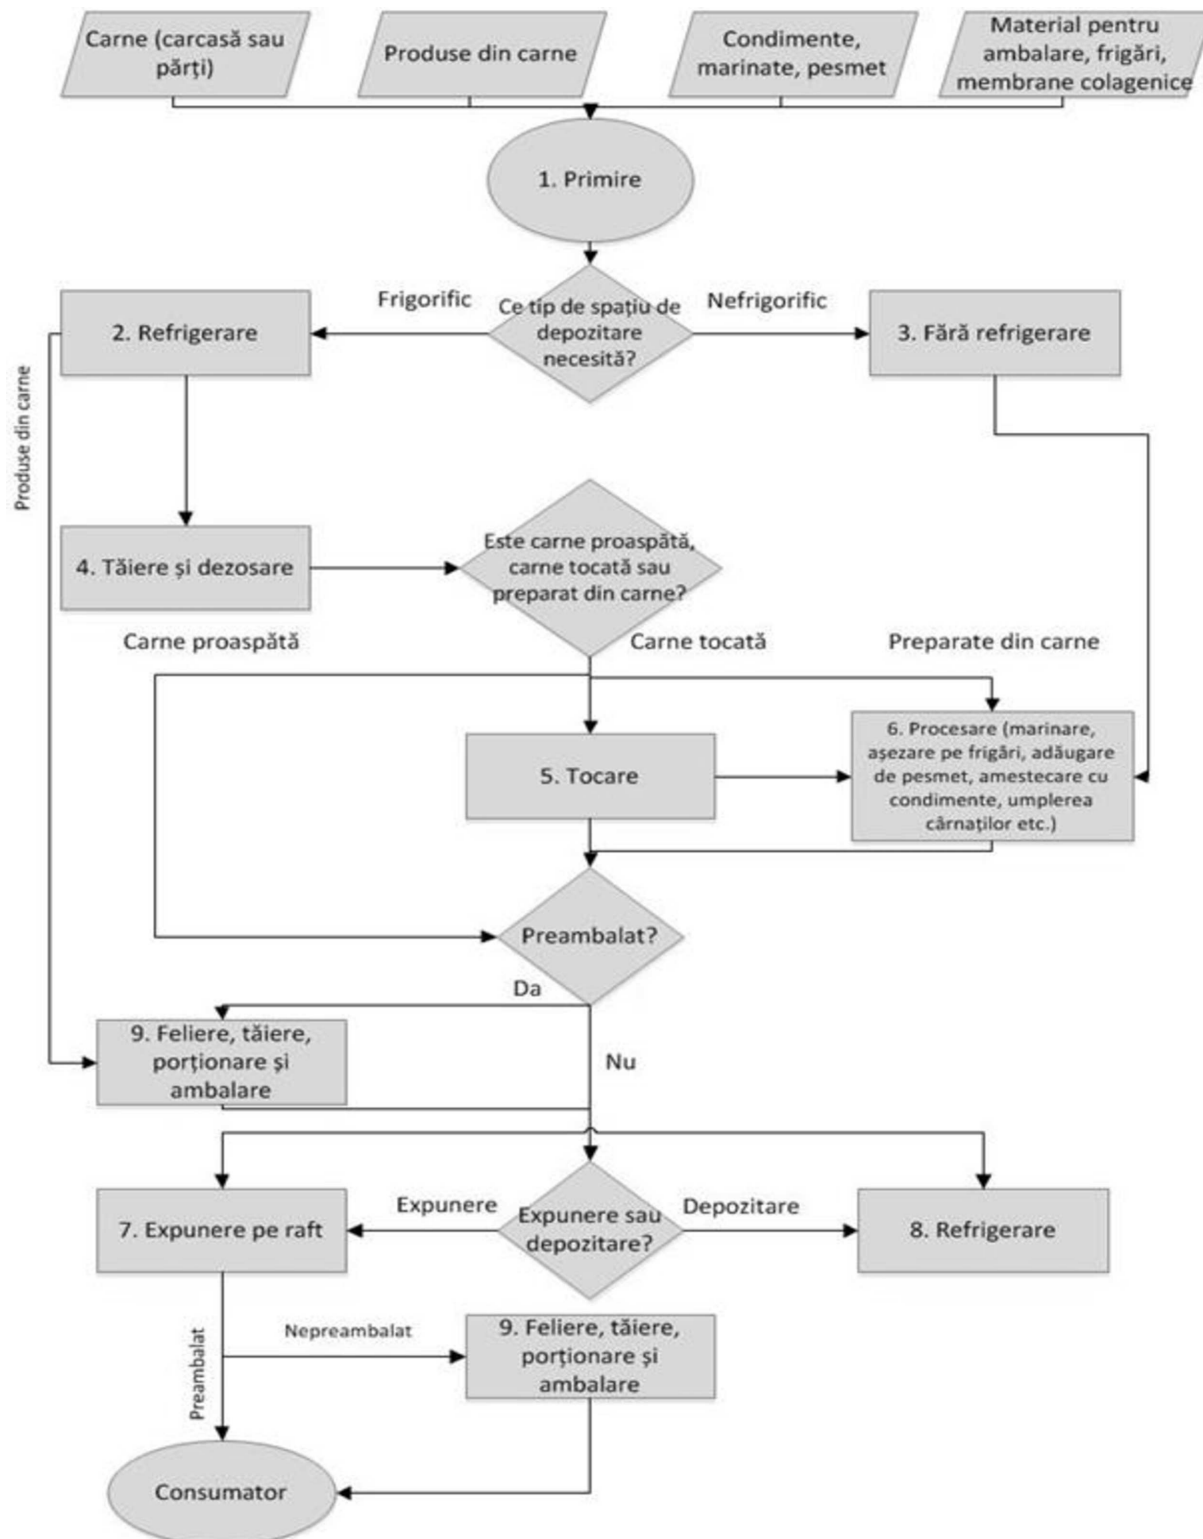 Carne (carcasă sau
părți)
Produse din carne
Condimente,
marinate, pesmet
Material pentru
ambalare, frigări,
membrane colagenice
1. Primire
Frigorific
Ce tip de spațiu de
depozitare
necesită?
Nefrigorific
2. Refrigerare
3. Fără refrigerare
Produse din carne
4. Tăiere și dezosare
Este carne proaspătă,
carne tocată sau
preparat din carne?
Carne proaspătă
Carne tocată
Preparate din carne
5. Tocare
6. Procesare (marinare,
așezare pe frigări, adăugare
de pesmet, amestecare cu
condimente, umplerea
cârnaților etc.)
Preambalat?
Da
9. Feliere, tăiere,
porționare și
ambalare
Nu
7. Expunere pe raft
Expunere
Expunere sau
depozitare?
Depozitare
8. Refrigerare
Preambalat
Nepreambalat
9. Feliere, tăiere,
porționare și
ambalare
Consumator